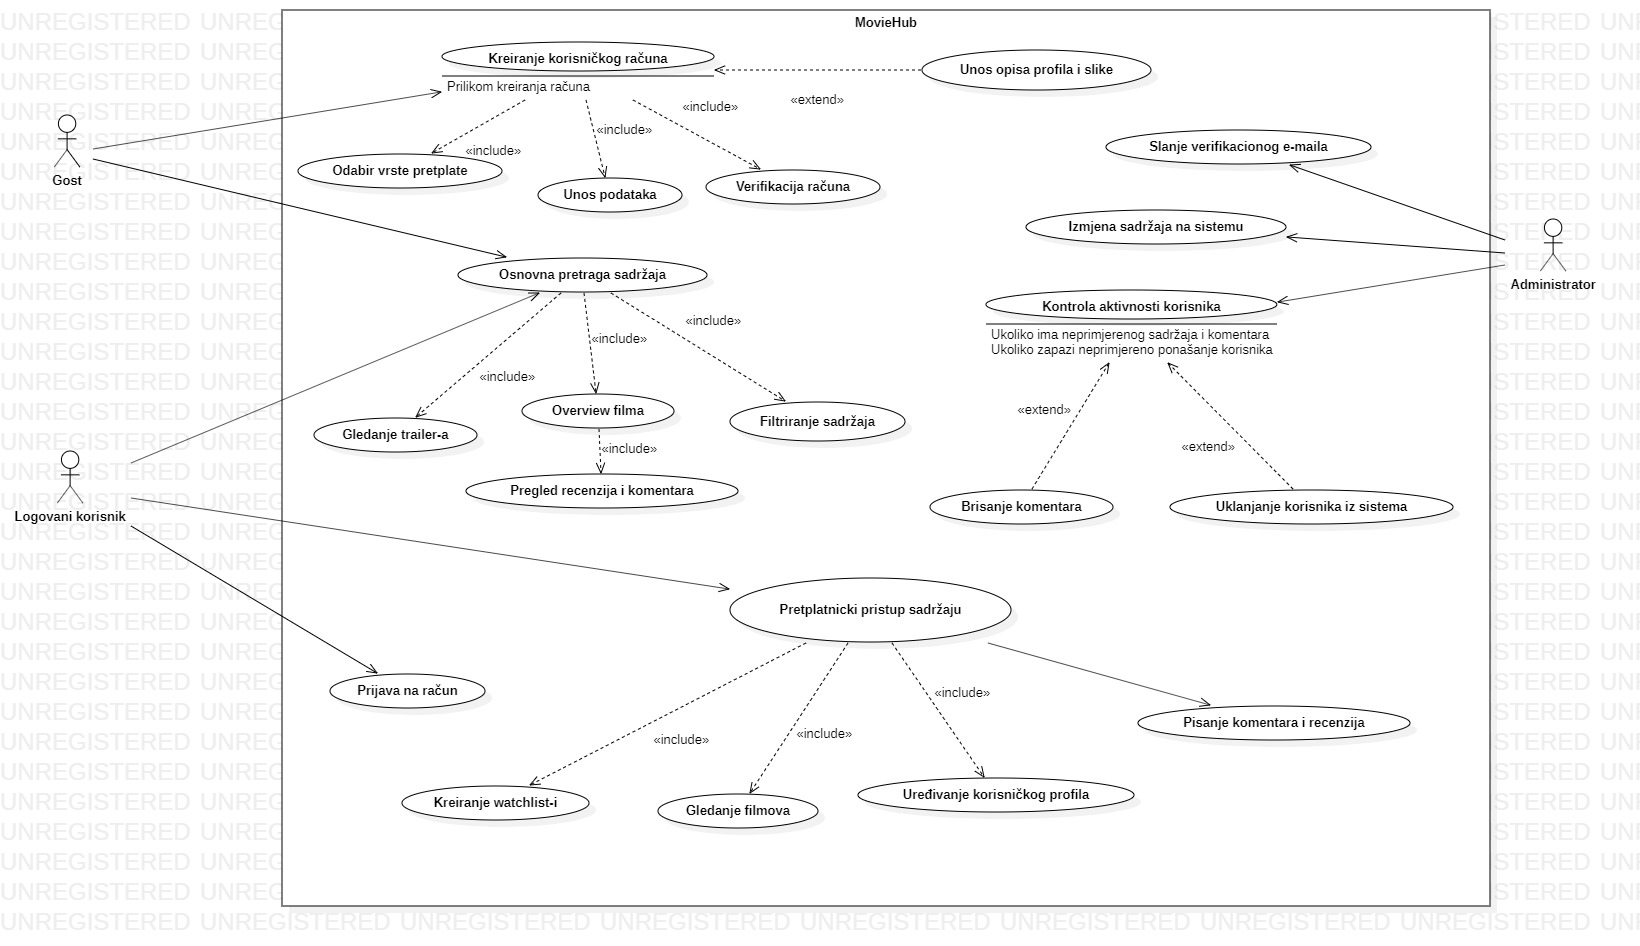 MovieHub
Kreiranje korisničkog računa
Prilikom kreiranja računa
Unos opisa profila i slike
«include»
«extend»
«include»
«include»
Gost
Odabir vrste pretplate
Unos podataka
Verifikacija računa
Slanje verifikacionog e-maila
Izmjena sadržaja na sistemu
Administrator
Osnovna pretraga sadržaja
Kontrola aktivnosti korisnika
Ukoliko ima neprimjerenog sadržaja i komentara
Ukoliko zapazi neprimjereno ponašanje korisnika
«include»
«include»
«include»
Gledanje trailer-a
Overview filma
Filtriranje sadržaja
«include»
Pregled recenzija i komentara
«extend»
«extend»
Brisanje komentara
Uklanjanje korisnika iz sistema
Logovani korisnik
Pretplatnicki pristup sadržaju
Prijava na račun
«include»
«include»
«include»
Pisanje komentara i recenzija
Kreiranje watchlist-i
Gledanje filmova
Uređivanje korisničkog profila
UNREGISTERED UNREGISTERED UNREGISTERED UNREGISTERED UNREGISTERED UNREGISTERED UNREGISTERED UNREGISTERED